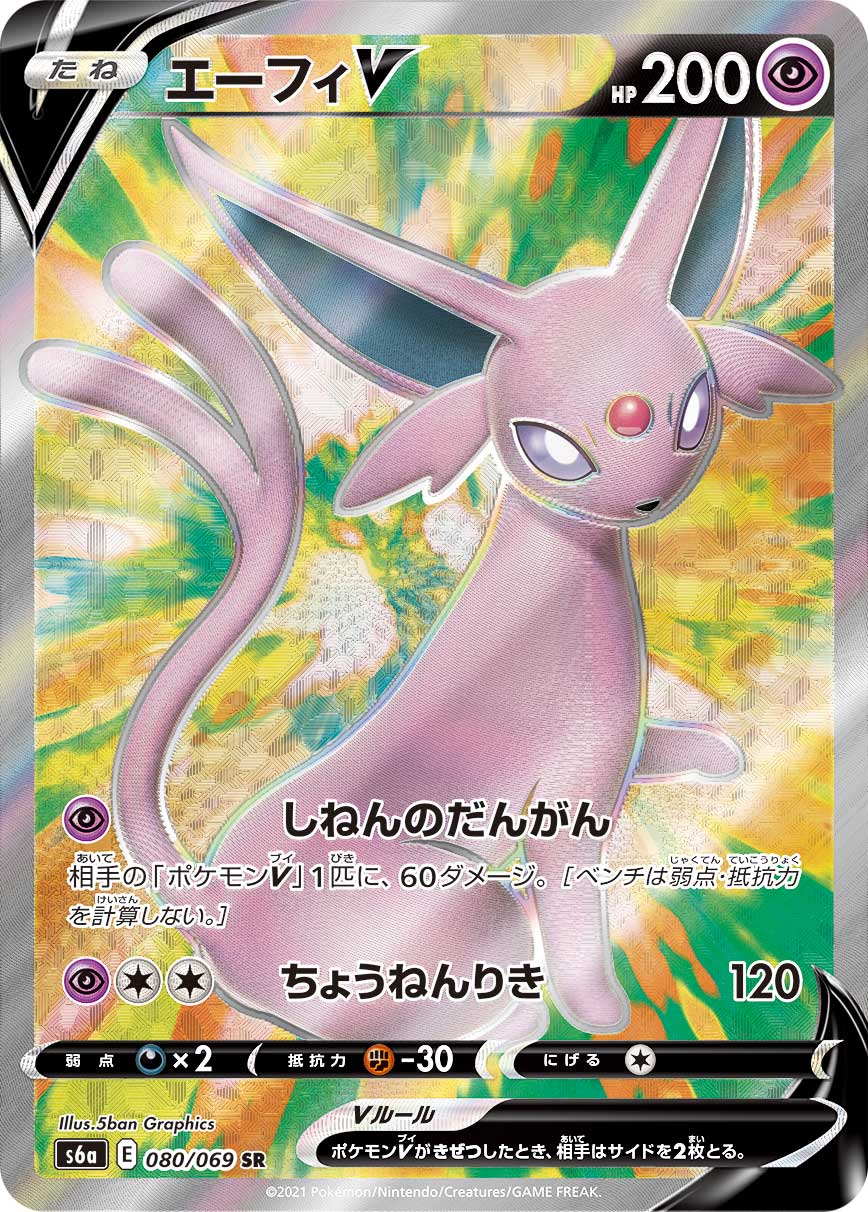 たね エーフィV HP200
しねんのだんがん
相手の「ポケモンV」1匹に、60ダメージ。[ベンチは弱点・抵抗力
を計算しない。]
ちょうねんりき 120
弱点 ×2 抵抗力 -30 にげる
Vルール
ポケモンVがきぜつしたとき、相手はサイドを2枚とる。
Illus.5ban Graphics
s6a E 080/069 SR
©2021 Pokémon/Nintendo/Creatures/GAME FREAK.